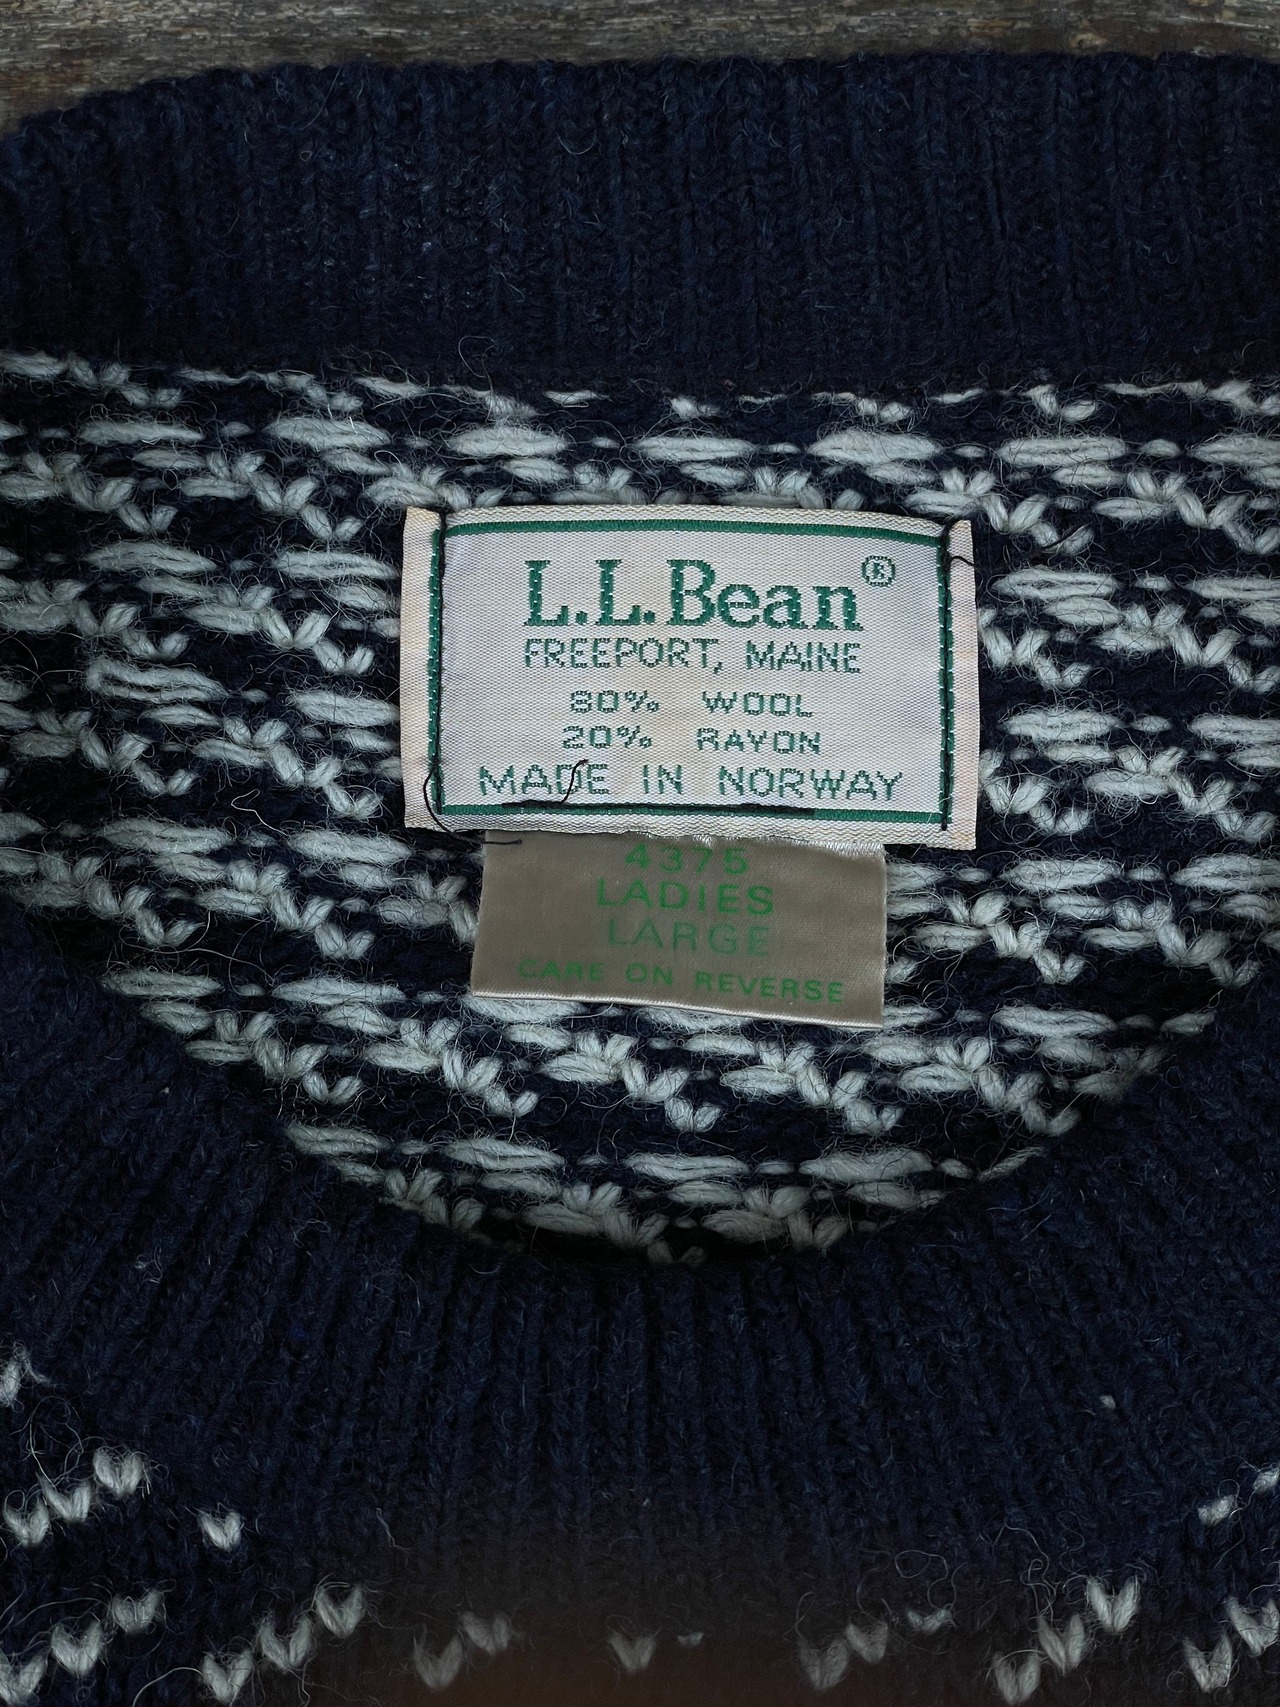 L.L.Bean®
FREEPORT, MAINE
80% WOOL
20% RAYON
MADE IN NORWAY
4375
LADIES
LARGE
CARE ON REVERSE